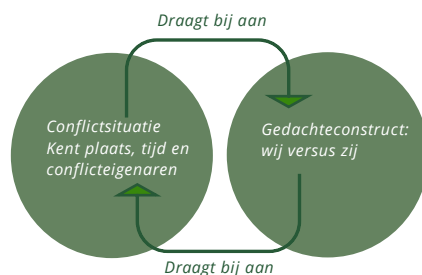 Draagt bij aan
Conflictsituatie
Kent plaats, tijd en
conflicteigenaren
Gedachteconstruct:
wij versus zij
Draagt bij aan